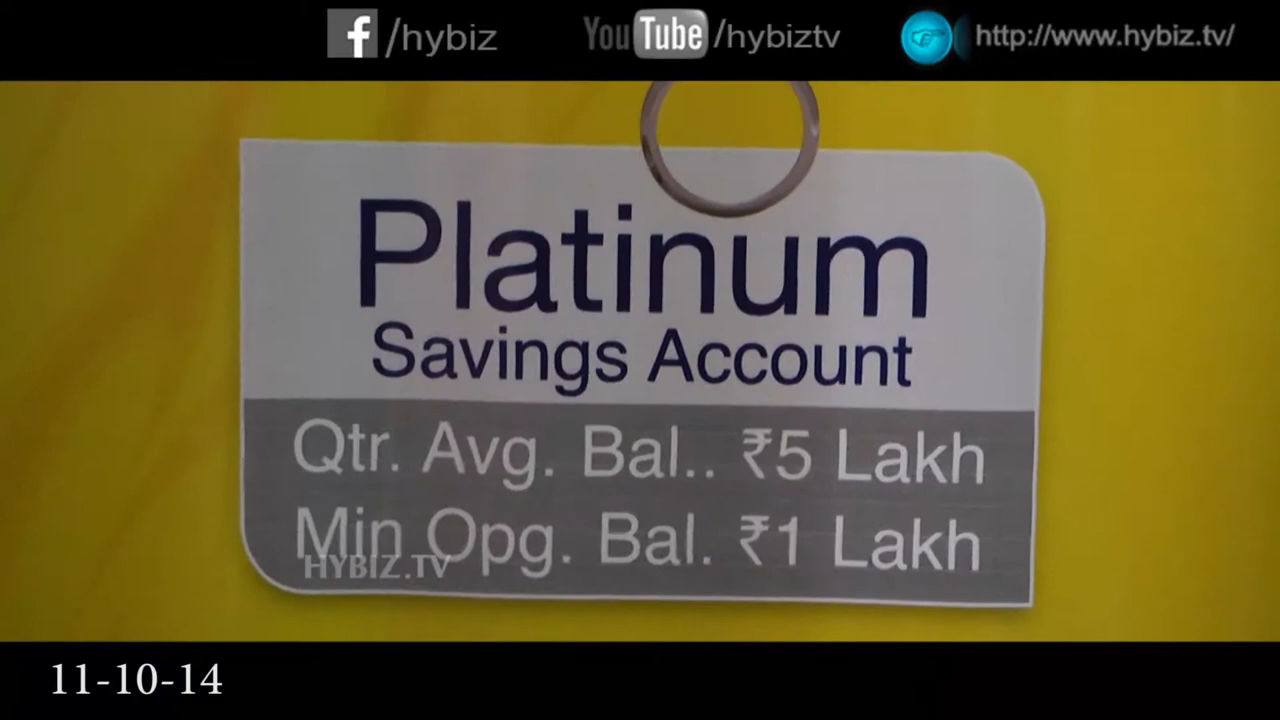 f /hybiz YouTube /hybiztv http://www.hybiz.tv/
Platinum
Savings Account
Qtr. Avg. Bal.. ₹5 Lakh
Min Opg. Bal. ₹1 Lakh
HYBIZ.TV
11-10-14